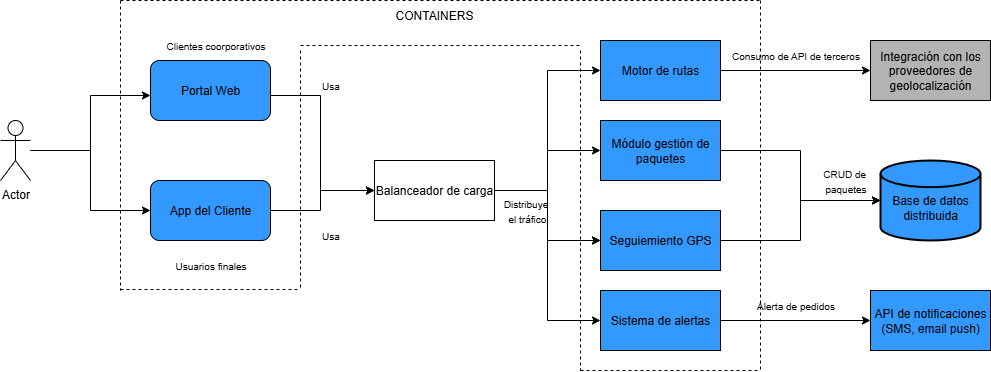 CONTAINERS
Clientes coorporativos
Portal Web
Usa
Actor
App del Cliente
Usa
Usuarios finales
Balanceador de carga
Distribuye
el tráfico
Motor de rutas
Consumo de API de terceros
Integración con los
proveedores de
geolocalización
Módulo gestión de
paquetes
CRUD de
paquetes
Base de datos
distribuida
Seguiemiento GPS
Sistema de alertas
Alerta de pedidos
API de notificaciones
(SMS, email push)